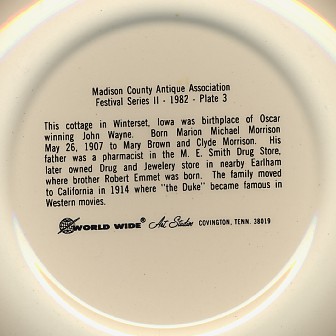 Madison County Antique Association
Festival Series II - 1982 - Plate 3
This cottage in Winterset, Iowa was birthplace of Oscar
winning John Wayne. Born Marion Michael Morrison
May 26, 1907 to Mary Brown and Clyde Morrison. His
father was a pharmacist in the M. E. Smith Drug Store,
later owned Drug and Jewelery store in nearby Earlham
where brother Robert Emmet was born. The family moved
to California in 1914 where "the Duke" became famous in
Western movies.
WORLD WIDE® Art Studios COVINGTON, TENN. 38019